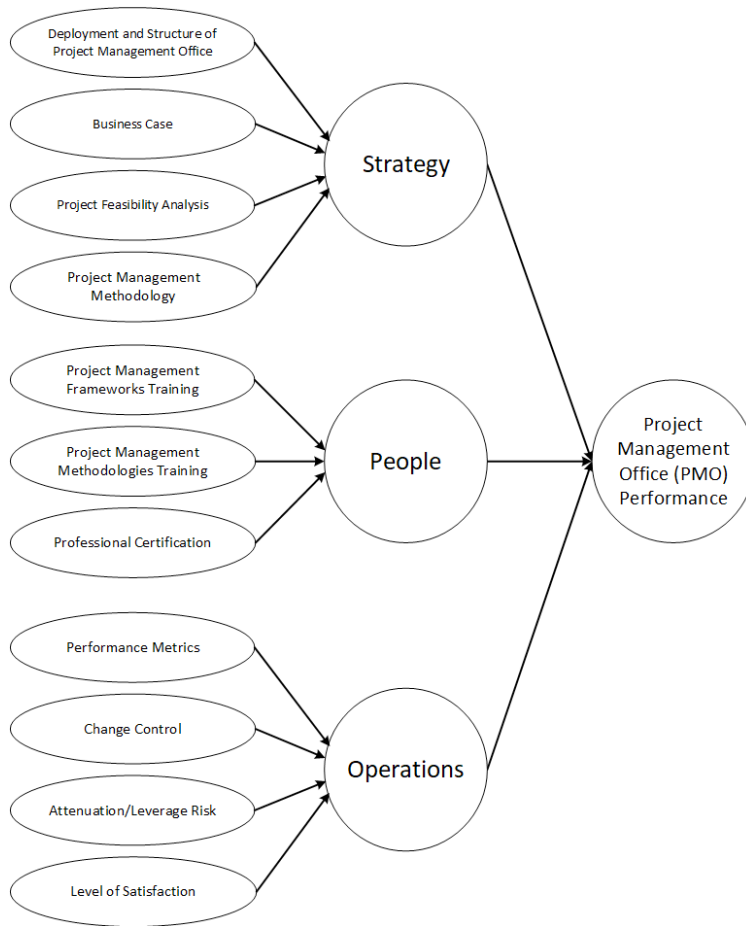 Deployment and Structure of
Project Management Office
Business Case
Project Feasibility Analysis
Project Management
Methodology
Strategy
Project Management
Frameworks Training
Project Management
Methodologies Training
Professional Certification
People
Performance Metrics
Change Control
Attenuation/Leverage Risk
Level of Satisfaction
Operations
Project
Management
Office (PMO)
Performance